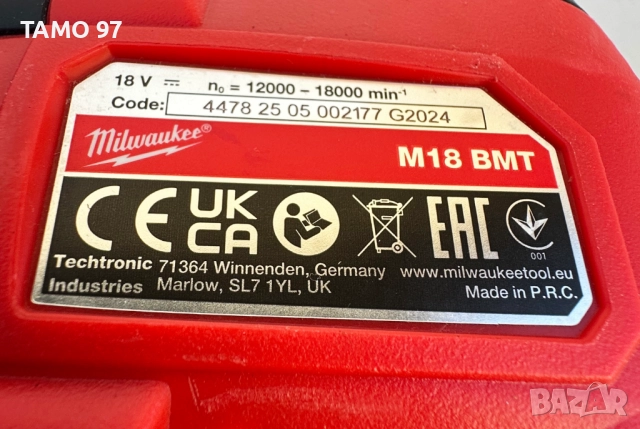 TAMO 97
18 V ⎓ n₀ = 12000 – 18000 min⁻¹
Code: 4478 25 05 002177 G2024
Milwaukee
M18 BMT
CE UK CA EAC
001
Techtronic Industries
71364 Winnenden, Germany
Marlow, SL7 1YL, UK
www.milwaukeetool.eu
Made in P.R.C.
BAZAR